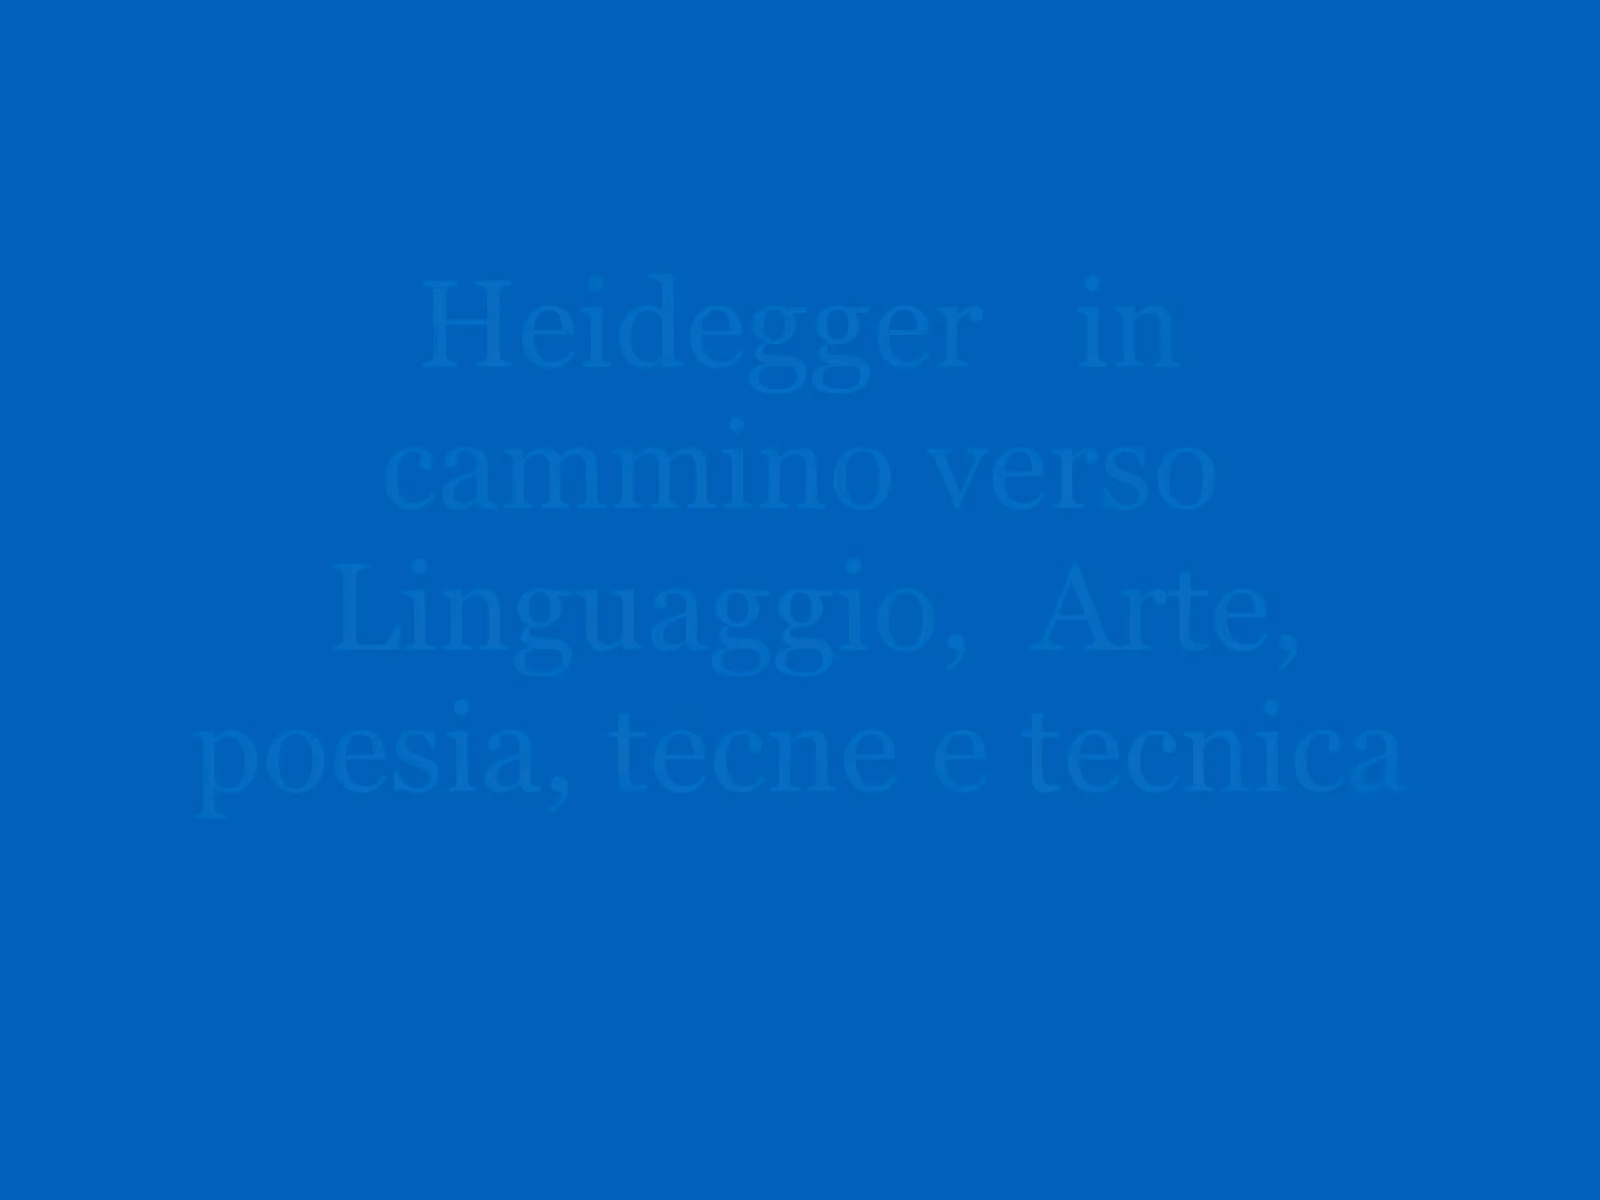 Heidegger in
cammino verso
Linguaggio, Arte,
poesia, tecne e tecnica